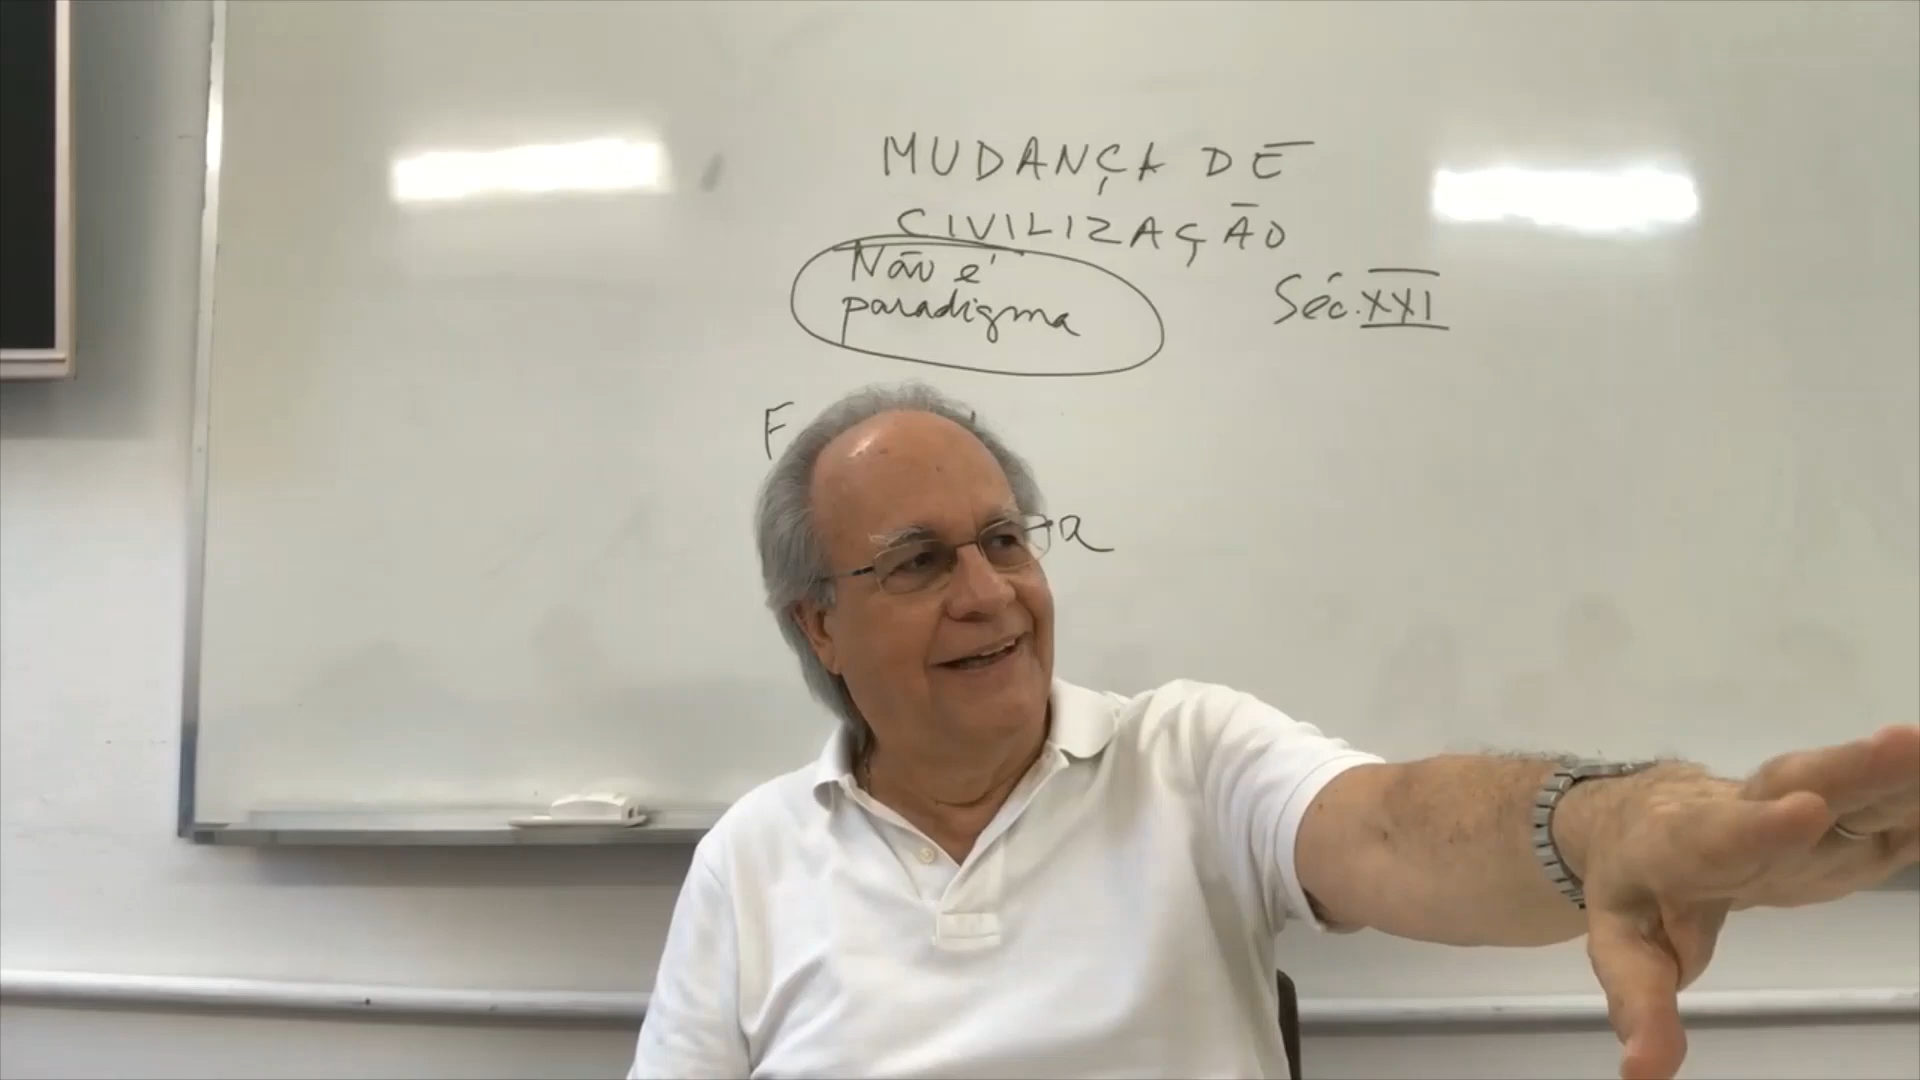 MUDANÇA DE
CIVILIZAÇÃO
Não é
paradigma
Séc. XXI